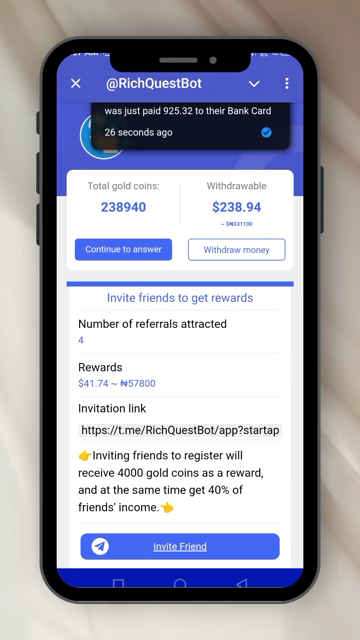 @RichQuestBot
was just paid 925.32 to their Bank Card
26 seconds ago
Total gold coins:
Withdrawable
238940
$238.94
Continue to answer
Withdraw money
Invite friends to get rewards
Number of referrals attracted
4
Rewards
$41.74 ~ ₦57800
Invitation link
https://t.me/RichQuestBot/app?startap
👉Inviting friends to register will
receive 4000 gold coins as a reward,
and at the same time get 40% of
friends' income.👈
Invite Friend